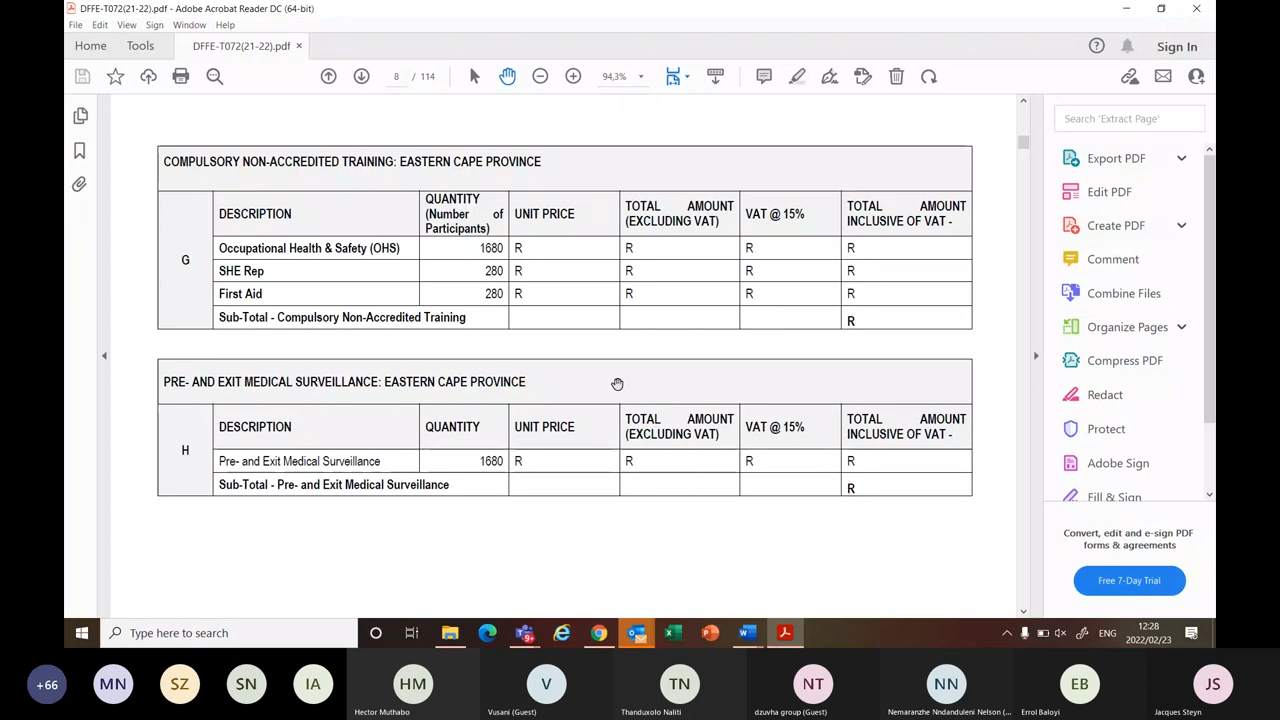 DFFE-T072(21-22).pdf - Adobe Acrobat Reader DC (64-bit)
File Edit View Sign Window Help
Home Tools DFFE-T072(21-22).pdf × Sign In
8 / 114 94,3%
COMPULSORY NON-ACCREDITED TRAINING: EASTERN CAPE PROVINCE
G
DESCRIPTION QUANTITY (Number of Participants) UNIT PRICE TOTAL AMOUNT (EXCLUDING VAT) VAT @ 15% TOTAL AMOUNT INCLUSIVE OF VAT -
Occupational Health & Safety (OHS) 1680 R R R R
SHE Rep 280 R R R R
First Aid 280 R R R R
Sub-Total - Compulsory Non-Accredited Training R
PRE- AND EXIT MEDICAL SURVEILLANCE: EASTERN CAPE PROVINCE
H
DESCRIPTION QUANTITY UNIT PRICE TOTAL AMOUNT (EXCLUDING VAT) VAT @ 15% TOTAL AMOUNT INCLUSIVE OF VAT -
Pre- and Exit Medical Surveillance 1680 R R R R
Sub-Total - Pre- and Exit Medical Surveillance R
Search 'Extract Page'
Export PDF
Edit PDF
Create PDF
Comment
Combine Files
Organize Pages
Compress PDF
Redact
Protect
Adobe Sign
Fill & Sign
Convert, edit and e-sign PDF
forms & agreements
Free 7-Day Trial
Type here to search
ENG
12:28
2022/02/23
+66 MN SZ SN IA HM V TN NT NN EB JS
Hector Muthabo Vusani (Guest) Thanduxolo Naliti dzuvha group (Guest) Nemaranzhe Nndanduleni Nelson (... Errol Baloyi Jacques Steyn